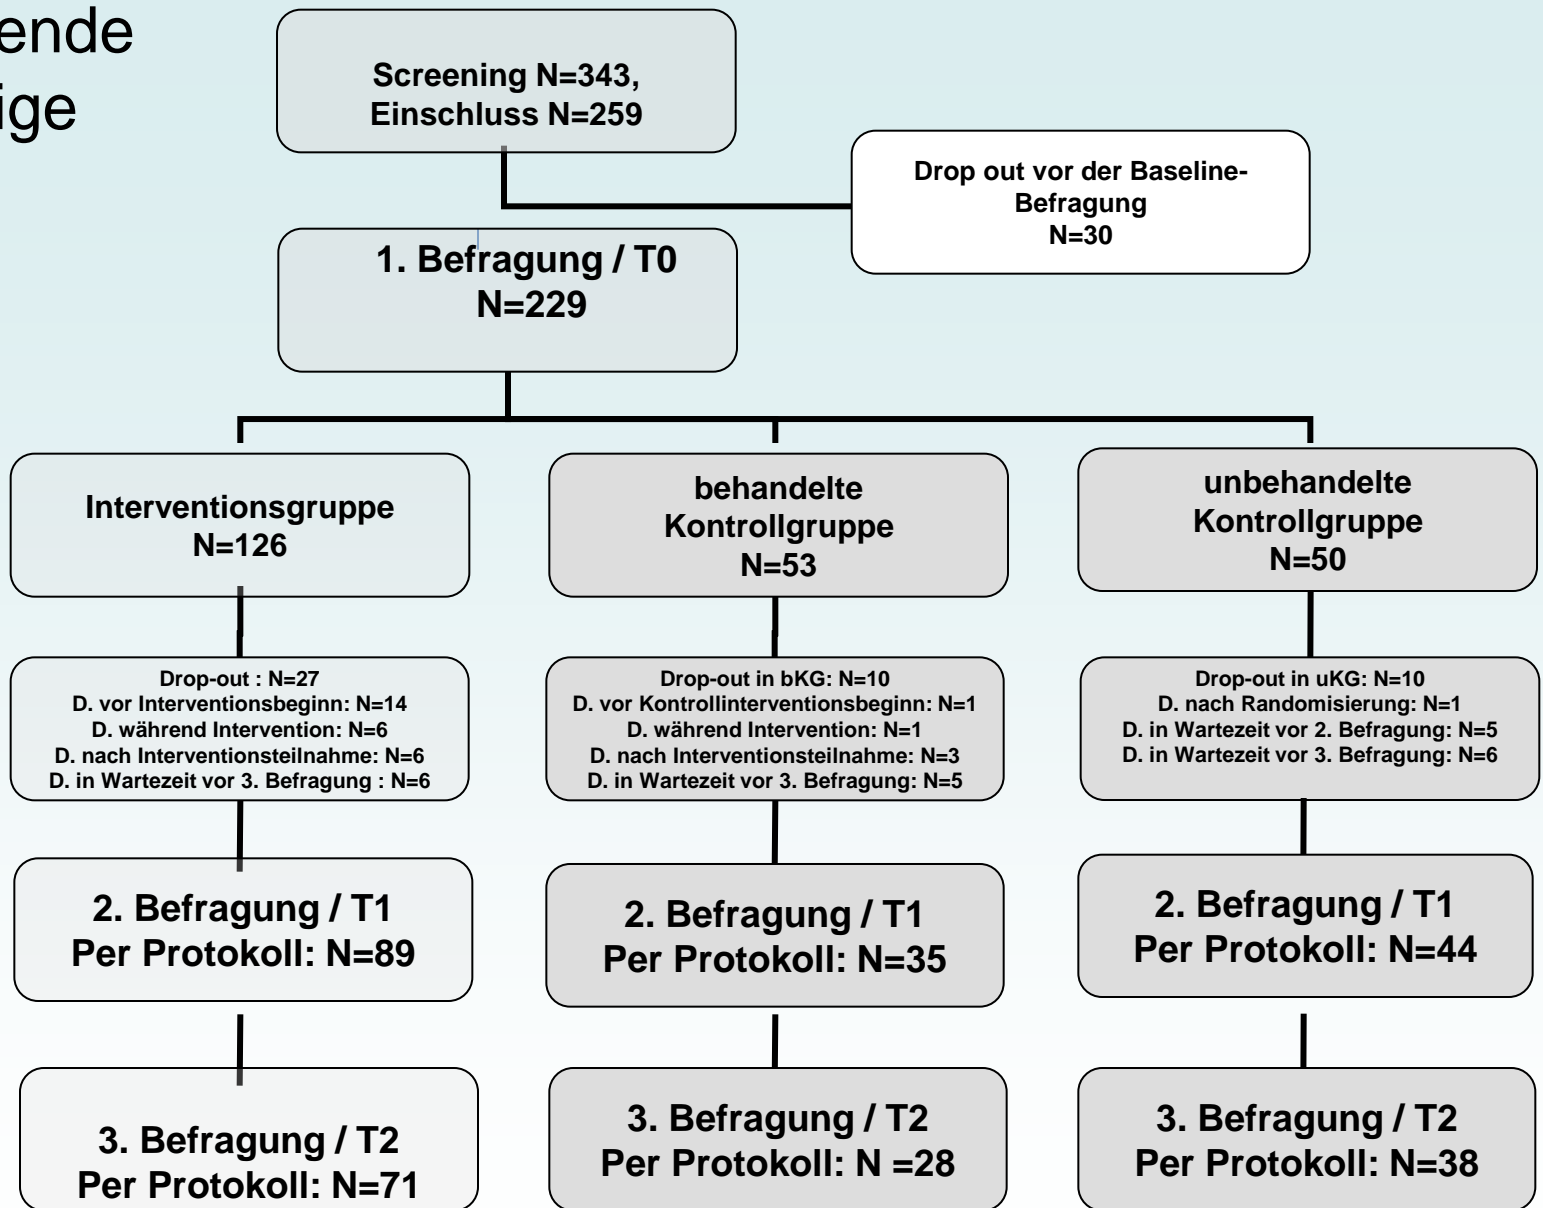 ende
ige
Screening N=343,
Einschluss N=259
Drop out vor der Baseline-
Befragung
N=30
1. Befragung / T0
N=229
Interventionsgruppe
N=126
behandelte
Kontrollgruppe
N=53
unbehandelte
Kontrollgruppe
N=50
Drop-out : N=27
D. vor Interventionsbeginn: N=14
D. während Intervention: N=6
D. nach Interventionsteilnahme: N=6
D. in Wartezeit vor 3. Befragung : N=6
Drop-out in bKG: N=10
D. vor Kontrollinterventionsbeginn: N=1
D. während Intervention: N=1
D. nach Interventionsteilnahme: N=3
D. in Wartezeit vor 3. Befragung: N=5
Drop-out in uKG: N=10
D. nach Randomisierung: N=1
D. in Wartezeit vor 2. Befragung: N=5
D. in Wartezeit vor 3. Befragung: N=6
2. Befragung / T1
Per Protokoll: N=89
2. Befragung / T1
Per Protokoll: N=35
2. Befragung / T1
Per Protokoll: N=44
3. Befragung / T2
Per Protokoll: N=71
3. Befragung / T2
Per Protokoll: N =28
3. Befragung / T2
Per Protokoll: N=38